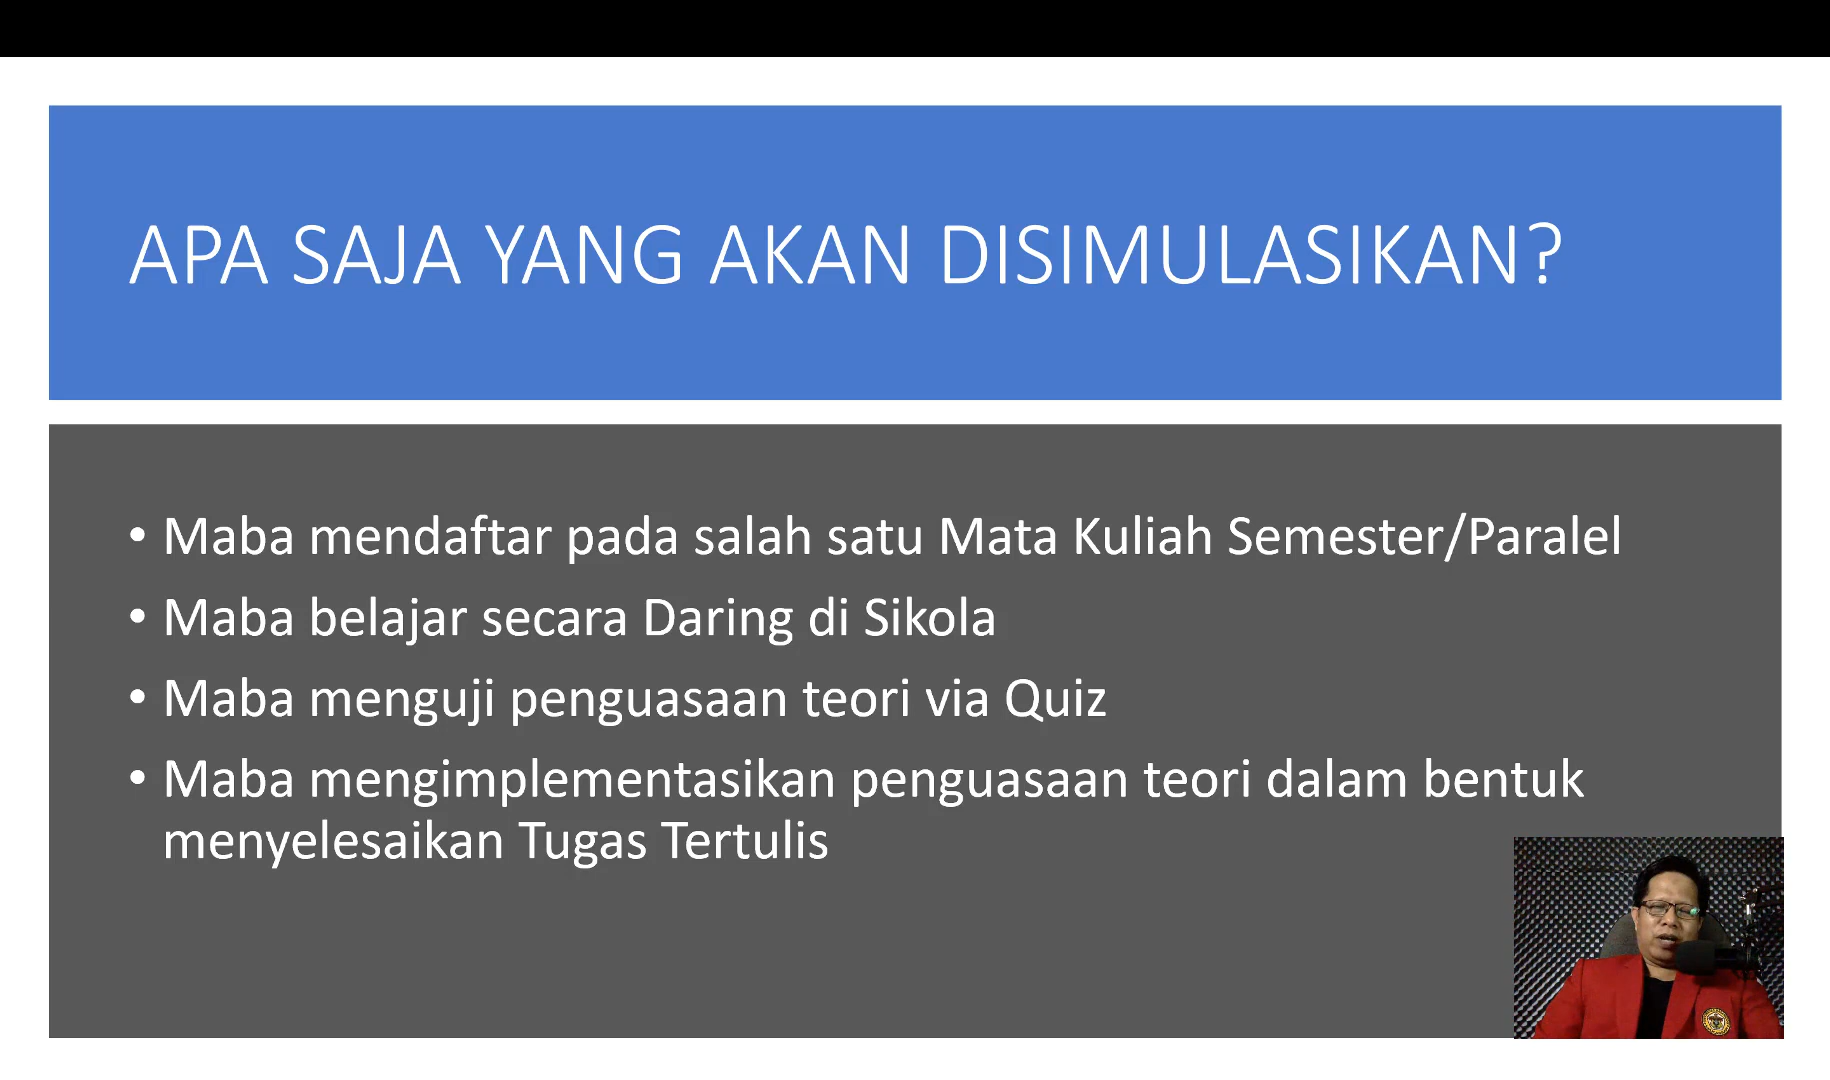 APA SAJA YANG AKAN DISIMULASIKAN?
• Maba mendaftar pada salah satu Mata Kuliah Semester/Paralel
• Maba belajar secara Daring di Sikola
• Maba menguji penguasaan teori via Quiz
• Maba mengimplementasikan penguasaan teori dalam bentuk
menyelesaikan Tugas Tertulis